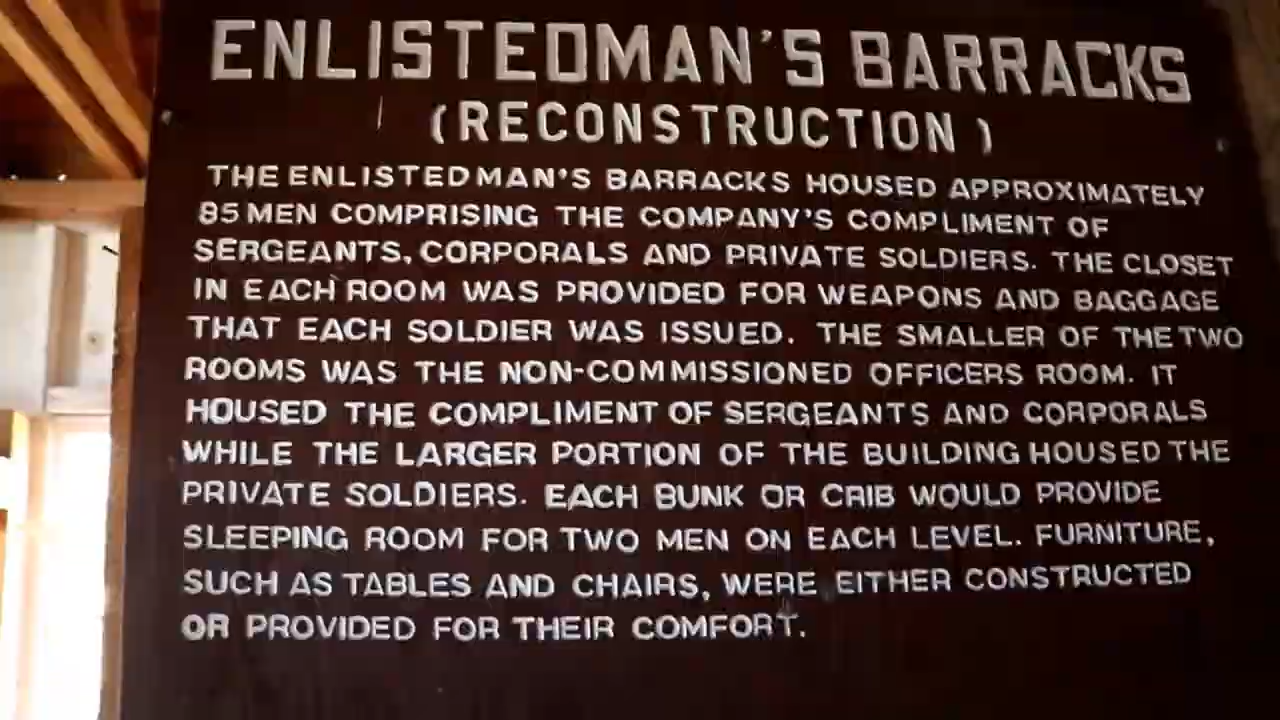 ENLISTEDMAN'S BARRACKS
(RECONSTRUCTION)
THE ENLISTEDMAN'S BARRACKS HOUSED APPROXIMATELY
85 MEN COMPRISING THE COMPANY'S COMPLIMENT OF
SERGEANTS, CORPORALS AND PRIVATE SOLDIERS. THE CLOSET
IN EACH ROOM WAS PROVIDED FOR WEAPONS AND BAGGAGE
THAT EACH SOLDIER WAS ISSUED. THE SMALLER OF THE TWO
ROOMS WAS THE NON-COMMISSIONED OFFICERS ROOM. IT
HOUSED THE COMPLIMENT OF SERGEANTS AND CORPORALS
WHILE THE LARGER PORTION OF THE BUILDING HOUSED THE
PRIVATE SOLDIERS. EACH BUNK OR CRIB WOULD PROVIDE
SLEEPING ROOM FOR TWO MEN ON EACH LEVEL. FURNITURE,
SUCH AS TABLES AND CHAIRS, WERE EITHER CONSTRUCTED
OR PROVIDED FOR THEIR COMFORT.